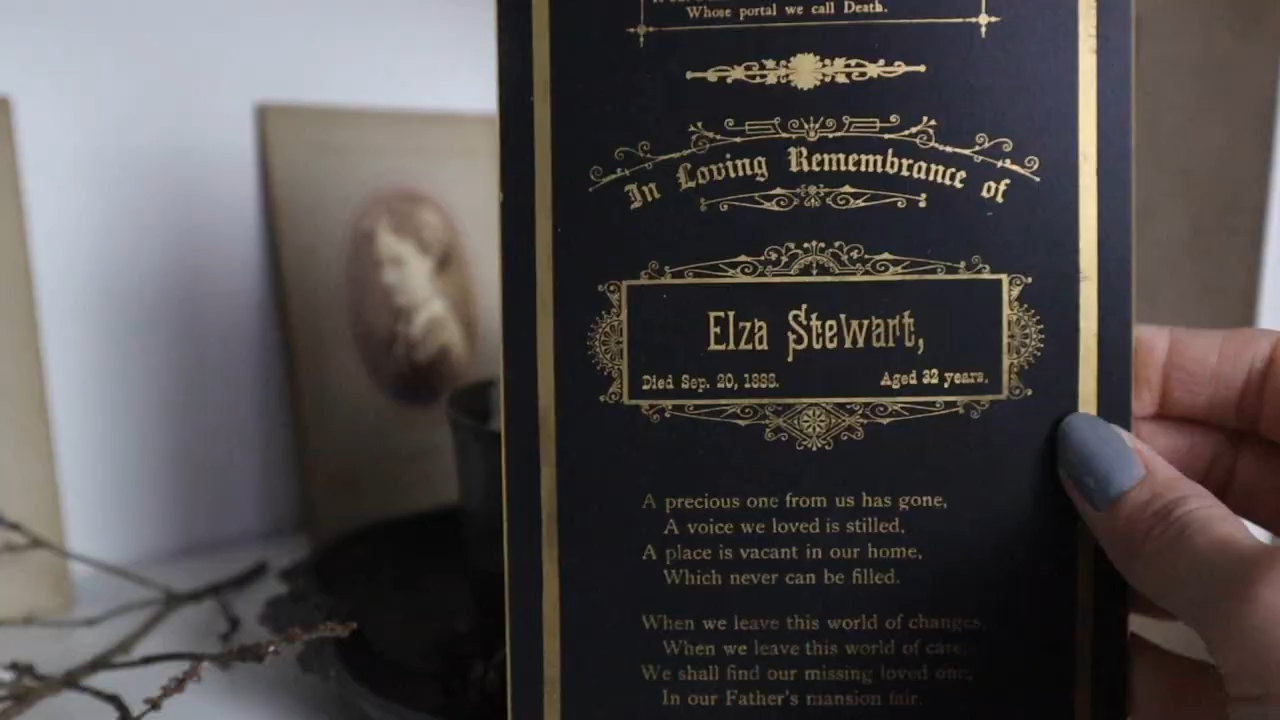 Whose portal we call Death.
In Loving Remembrance of
Elza Stewart,
Died Sep. 20, 1888. Aged 32 years.
A precious one from us has gone,
A voice we loved is stilled,
A place is vacant in our home,
Which never can be filled.
When we leave this world of changes,
When we leave this world of care,
We shall find our missing loved one,
In our Father's mansion fair.